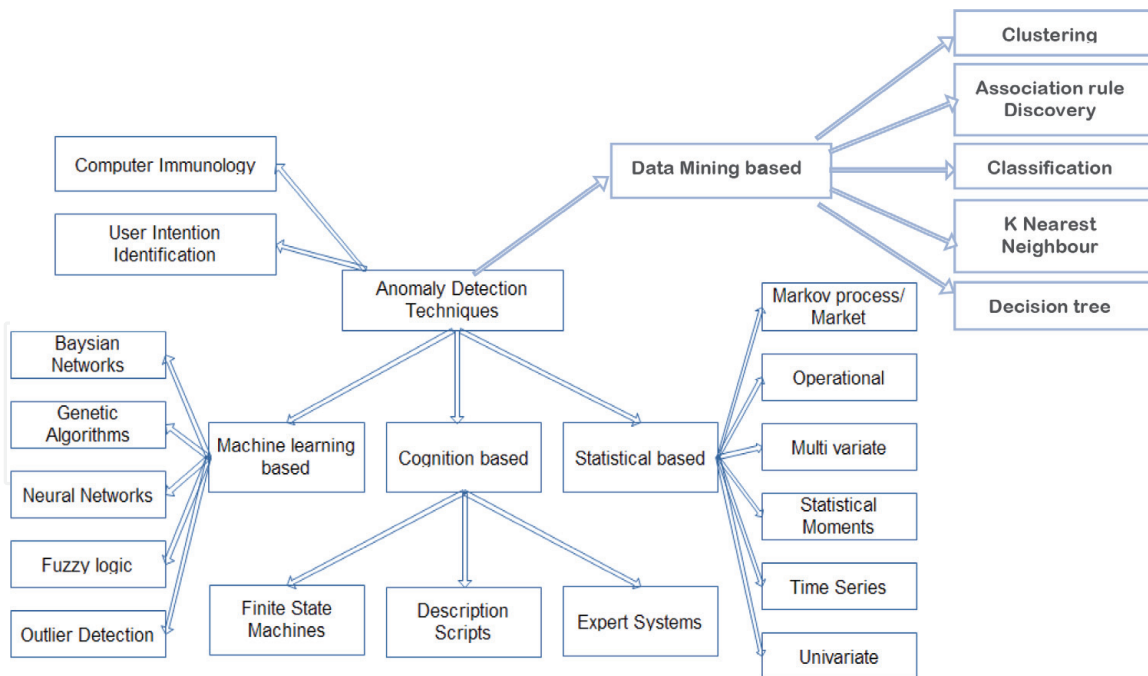 Clustering
Association rule
Discovery
Computer Immunology
Data Mining based
Classification
User Intention
Identification
K Nearest
Neighbour
Anomaly Detection
Techniques
Markov process/
Market
Decision tree
Baysian
Networks
Operational
Genetic
Algorithms
Machine learning
based
Cognition based
Statistical based
Multi variate
Neural Networks
Statistical
Moments
Fuzzy logic
Finite State
Machines
Description
Scripts
Expert Systems
Time Series
Outlier Detection
Univariate